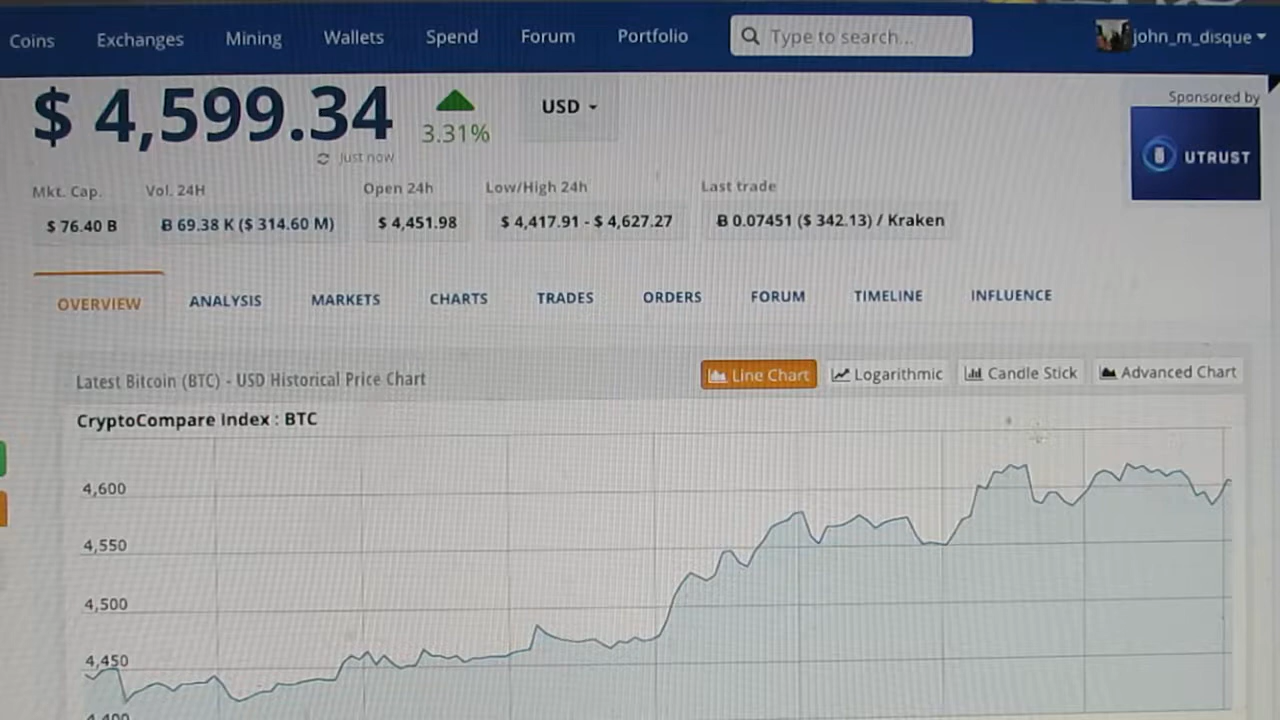 Coins Exchanges Mining Wallets Spend Forum Portfolio Type to search... john_m_disque
$ 4,599.34 3.31% USD
Just now
Sponsored by
UTRUST
Mkt. Cap. Vol. 24H Open 24h Low/High 24h Last trade
$ 76.40 B Ƀ 69.38 K ($ 314.60 M) $ 4,451.98 $ 4,417.91 - $ 4,627.27 Ƀ 0.07451 ($ 342.13) / Kraken
OVERVIEW ANALYSIS MARKETS CHARTS TRADES ORDERS FORUM TIMELINE INFLUENCE
Latest Bitcoin (BTC) - USD Historical Price Chart Line Chart Logarithmic Candle Stick Advanced Chart
CryptoCompare Index : BTC
4,600
4,550
4,500
4,450
4,400